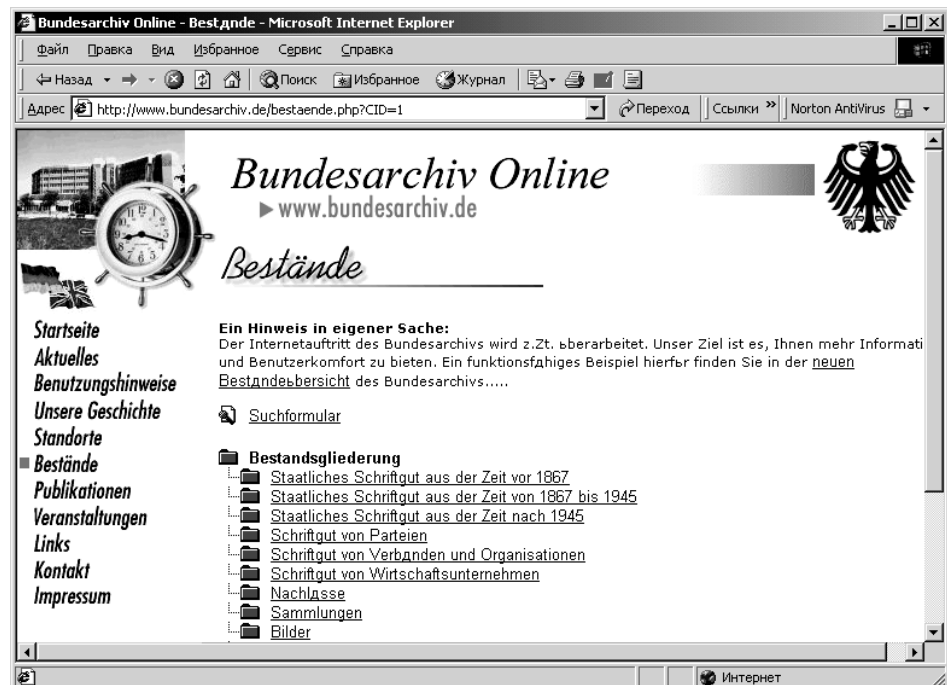 Bundesarchiv Online - Bestдnde - Microsoft Internet Explorer
Файл Правка Вид Избранное Сервис Справка
Назад Поиск Избранное Журнал
Адрес http://www.bundesarchiv.de/bestaende.php?CID=1 Переход Ссылки » Norton AntiVirus
Bundesarchiv Online
www.bundesarchiv.de
Bestände
Startseite
Aktuelles
Benutzungshinweise
Unsere Geschichte
Standorte
Bestände
Publikationen
Veranstaltungen
Links
Kontakt
Impressum
Ein Hinweis in eigener Sache:
Der Internetauftritt des Bundesarchivs wird z.Zt. ьberarbeitet. Unser Ziel ist es, Ihnen mehr Informati
und Benutzerkomfort zu bieten. Ein funktionsfдhiges Beispiel hierfьr finden Sie in der neuen
Bestдndeьbersicht des Bundesarchivs.....
Suchformular
Bestandsgliederung
Staatliches Schriftgut aus der Zeit vor 1867
Staatliches Schriftgut aus der Zeit von 1867 bis 1945
Staatliches Schriftgut aus der Zeit nach 1945
Schriftgut von Parteien
Schriftgut von Verbдnden und Organisationen
Schriftgut von Wirtschaftsunternehmen
Nachlдsse
Sammlungen
Bilder
Интернет